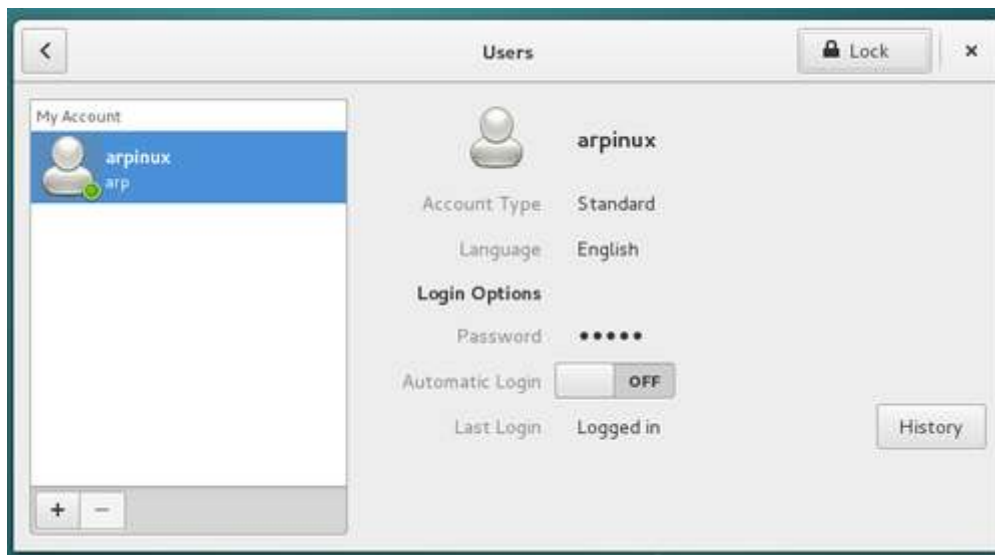 Users
Lock
My Account
arpinux
arp
arpinux
Account Type Standard
Language English
Login Options
Password •••••
Automatic Login OFF
Last Login Logged in
History